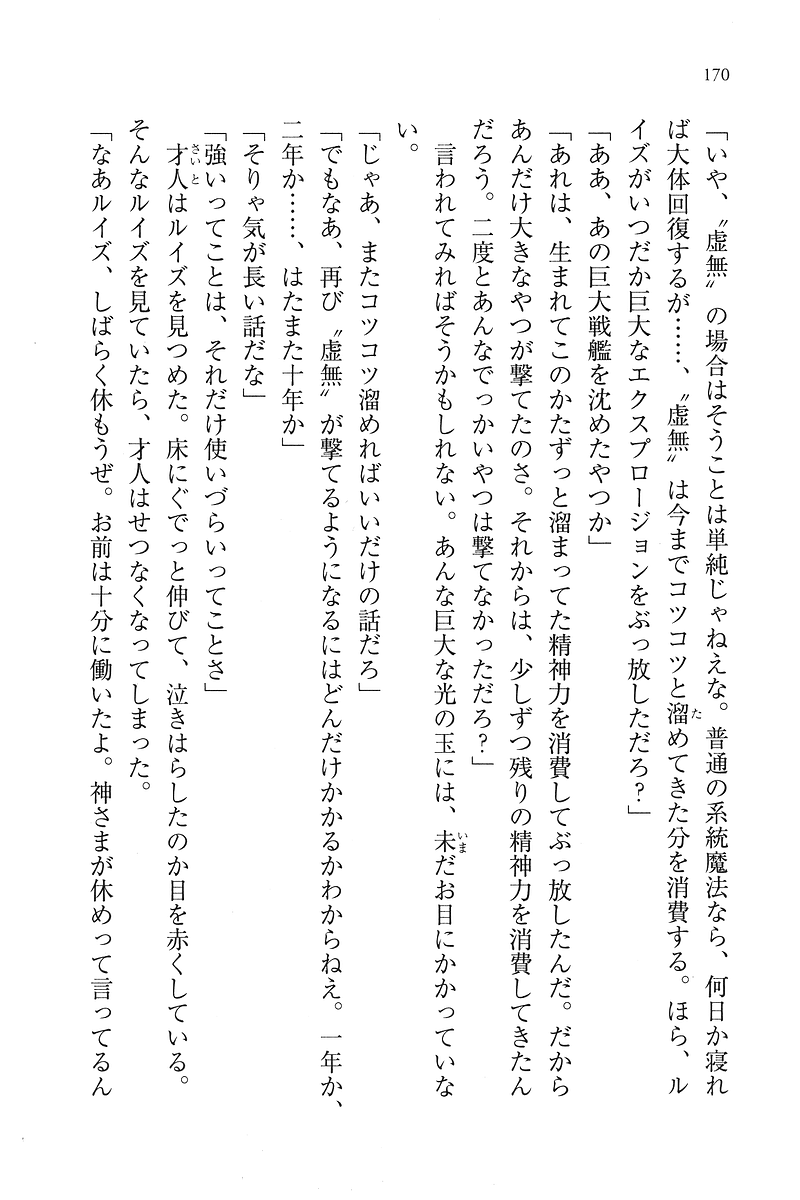 170
「いや、〝虚無〟の場合はそうことは単純じゃねえな。普通の系統魔法なら、何日か寝れ
ば大体回復するが……、〝虚無〟は今までコツコツと溜めてきた分を消費する。ほら、ル
イズがいつだか巨大なエクスプロージョンをぶっ放しただろ？」
「ああ、あの巨大戦艦を沈めたやつか」
「あれは、生まれてこのかたずっと溜まってた精神力を消費してぶっ放したんだ。だから
あんだけ大きなやつが撃てたのさ。それからは、少しずつ残りの精神力を消費してきたん
だろう。二度とあんなでっかいやつは撃てなかっただろ？」
　言われてみればそうかもしれない。あんな巨大な光の玉には、未だお目にかかっていな
い。
「じゃあ、またコツコツ溜めればいいだけの話だろ」
「でもなあ、再び〝虚無〟が撃てるようになるにはどんだけかかるかわからねえ。一年か、
二年か……、はたまた十年か」
「そりゃ気が長い話だな」
「強いってことは、それだけ使いづらいってことさ」
　才人はルイズを見つめた。床にぐでっと伸びて、泣きはらしたのか目を赤くしている。
そんなルイズを見ていたら、才人はせつなくなってしまった。
「なあルイズ、しばらく休もうぜ。お前は十分に働いたよ。神さまが休めって言ってるん